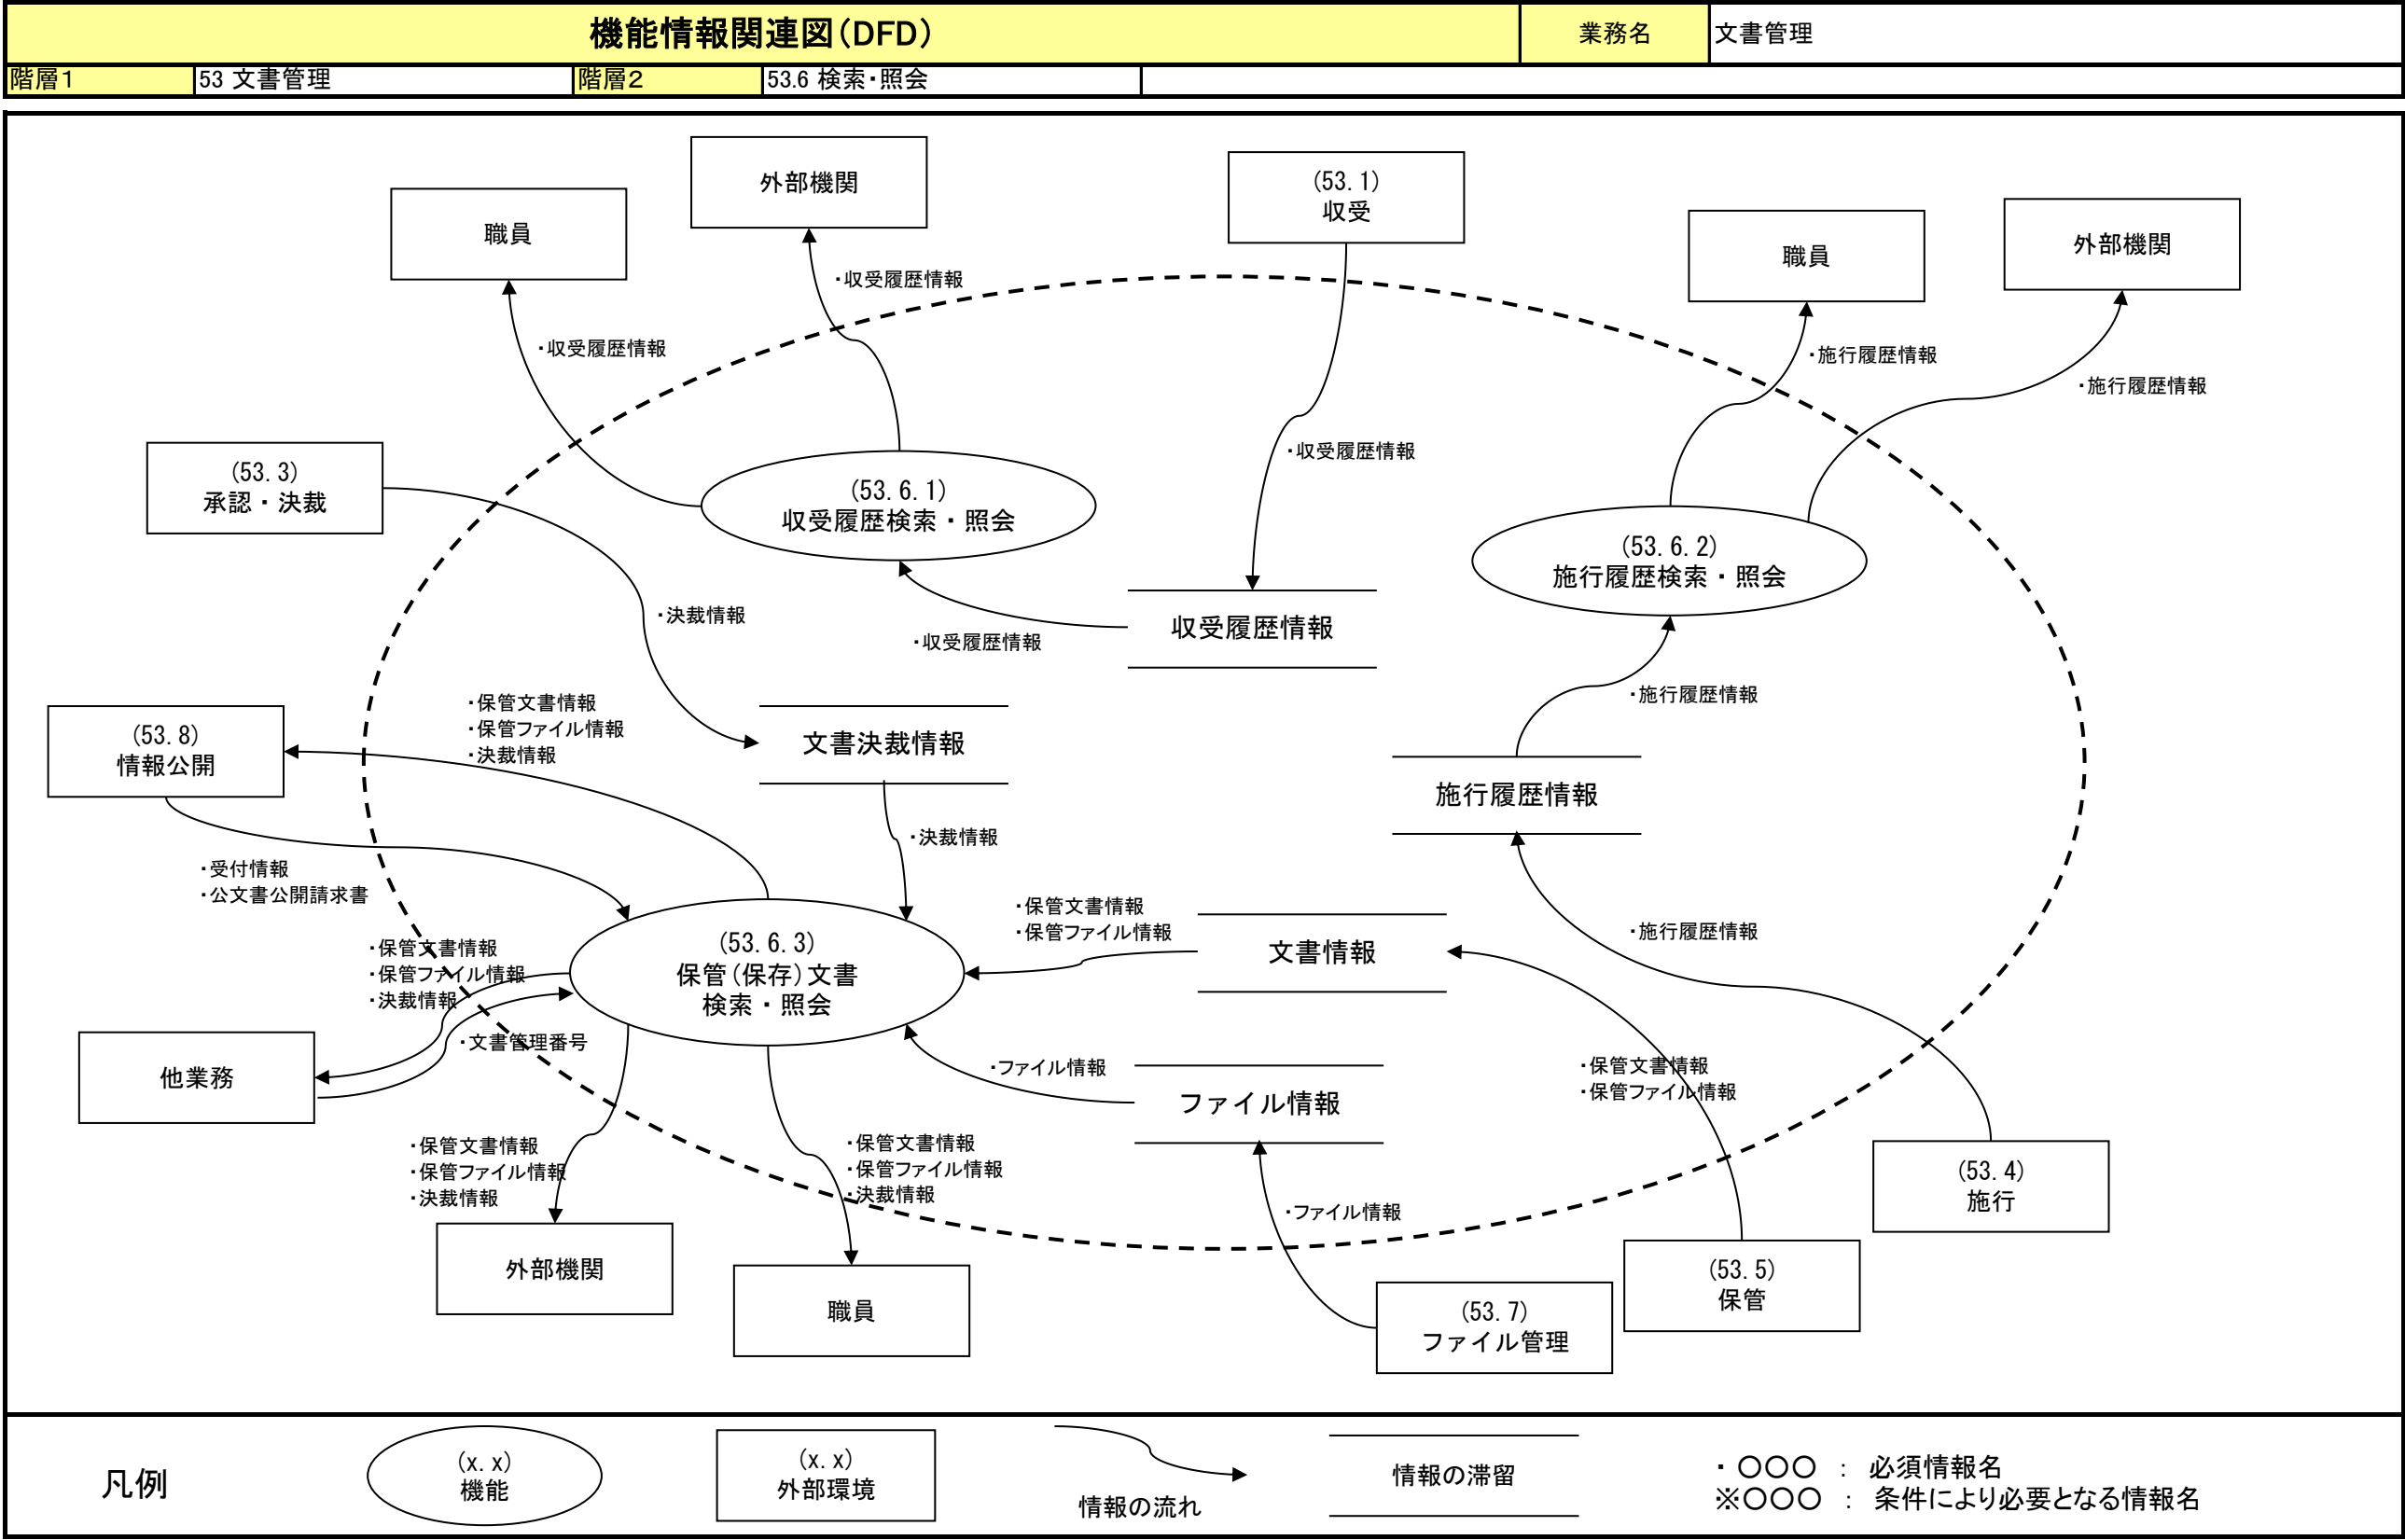 機能情報関連図(DFD)
業務名
文書管理
階層1
53 文書管理
階層2
53.6 検索・照会
外部機関
(53.1)
収受
職員
職員
外部機関
・収受履歴情報
・収受履歴情報
・施行履歴情報
・施行履歴情報
・収受履歴情報
(53.3)
承認・決裁
(53.6.1)
収受履歴検索・照会
(53.6.2)
施行履歴検索・照会
・決裁情報
・収受履歴情報
収受履歴情報
・施行履歴情報
・保管文書情報
・保管ファイル情報
・決裁情報
(53.8)
情報公開
文書決裁情報
施行履歴情報
・決裁情報
・受付情報
・公文書公開請求書
・保管文書情報
・保管ファイル情報
・施行履歴情報
・保管文書情報
・保管ファイル情報
・決裁情報
(53.6.3)
保管(保存)文書
検索・照会
文書情報
・文書管理番号
他業務
・ファイル情報
ファイル情報
・保管文書情報
・保管ファイル情報
・保管文書情報
・保管ファイル情報
・決裁情報
・保管文書情報
・保管ファイル情報
・決裁情報
・ファイル情報
(53.4)
施行
外部機関
職員
(53.7)
ファイル管理
(53.5)
保管
凡例
(x.x)
機能
(x.x)
外部環境
情報の流れ
情報の滞留
・ 〇〇〇 : 必須情報名
※〇〇〇 : 条件により必要となる情報名